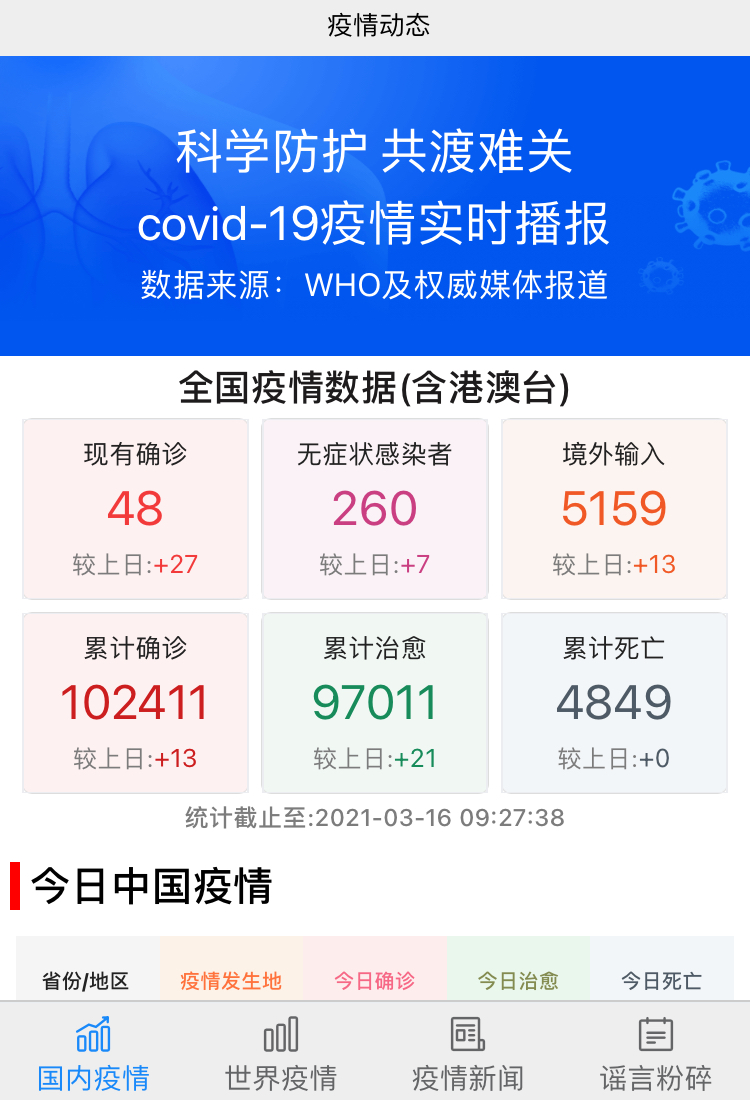 疫情动态
科学防护 共渡难关
covid-19疫情实时播报
数据来源：WHO及权威媒体报道
全国疫情数据(含港澳台)
现有确诊 无症状感染者 境外输入
48 260 5159
较上日:+27 较上日:+7 较上日:+13
累计确诊 累计治愈 累计死亡
102411 97011 4849
较上日:+13 较上日:+21 较上日:+0
统计截止至:2021-03-16 09:27:38
今日中国疫情
省份/地区 疫情发生地 今日确诊 今日治愈 今日死亡
国内疫情 世界疫情 疫情新闻 谣言粉碎